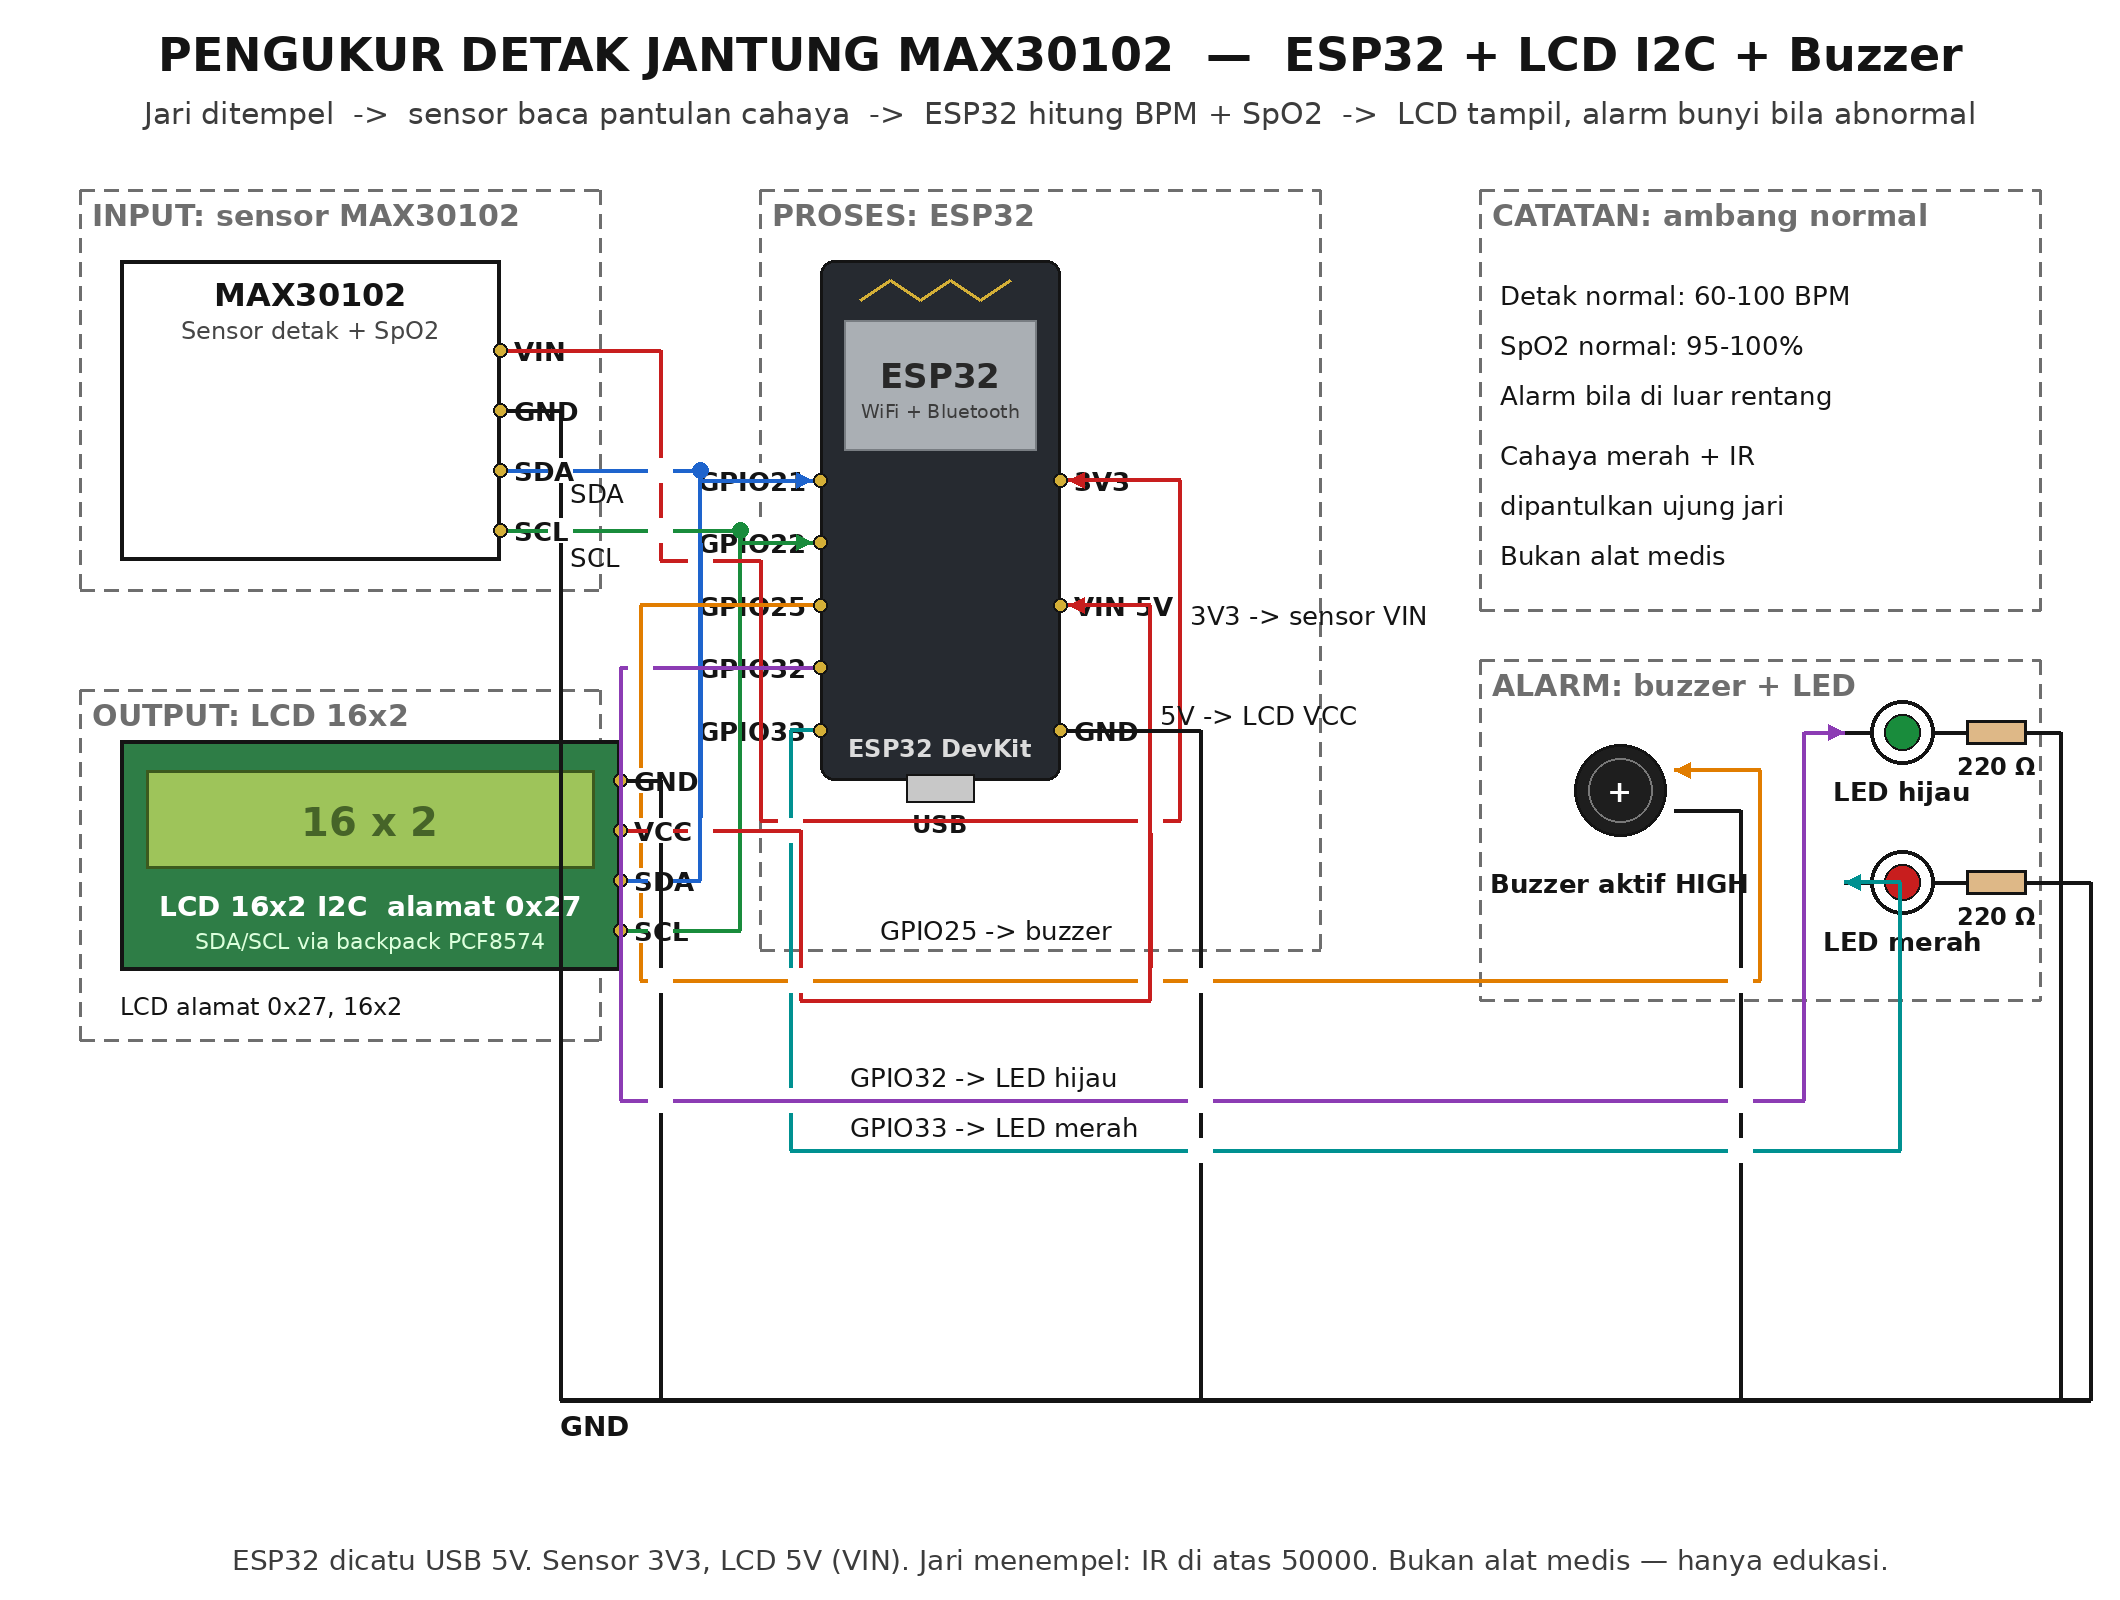 PENGUKUR DETAK JANTUNG MAX30102 — ESP32 + LCD I2C + Buzzer
Jari ditempel -> sensor baca pantulan cahaya -> ESP32 hitung BPM + SpO2 -> LCD tampil, alarm bunyi bila abnormal
INPUT: sensor MAX30102
MAX30102
Sensor detak + SpO2
VIN
GND
SDA
SDA
SCL
SCL
PROSES: ESP32
ESP32
WiFi + Bluetooth
GPIO21
GPIO22
GPIO25
GPIO32
GPIO33
3V3
VIN 5V
GND
ESP32 DevKit
USB
3V3 -> sensor VIN
5V -> LCD VCC
GPIO25 -> buzzer
CATATAN: ambang normal
Detak normal: 60-100 BPM
SpO2 normal: 95-100%
Alarm bila di luar rentang
Cahaya merah + IR
dipantulkan ujung jari
Bukan alat medis
OUTPUT: LCD 16x2
16 x 2
LCD 16x2 I2C alamat 0x27
SDA/SCL via backpack PCF8574
GND
VCC
SDA
SCL
LCD alamat 0x27, 16x2
ALARM: buzzer + LED
+
Buzzer aktif HIGH
220 Ω
LED hijau
220 Ω
LED merah
GPIO32 -> LED hijau
GPIO33 -> LED merah
GND
ESP32 dicatu USB 5V. Sensor 3V3, LCD 5V (VIN). Jari menempel: IR di atas 50000. Bukan alat medis — hanya edukasi.